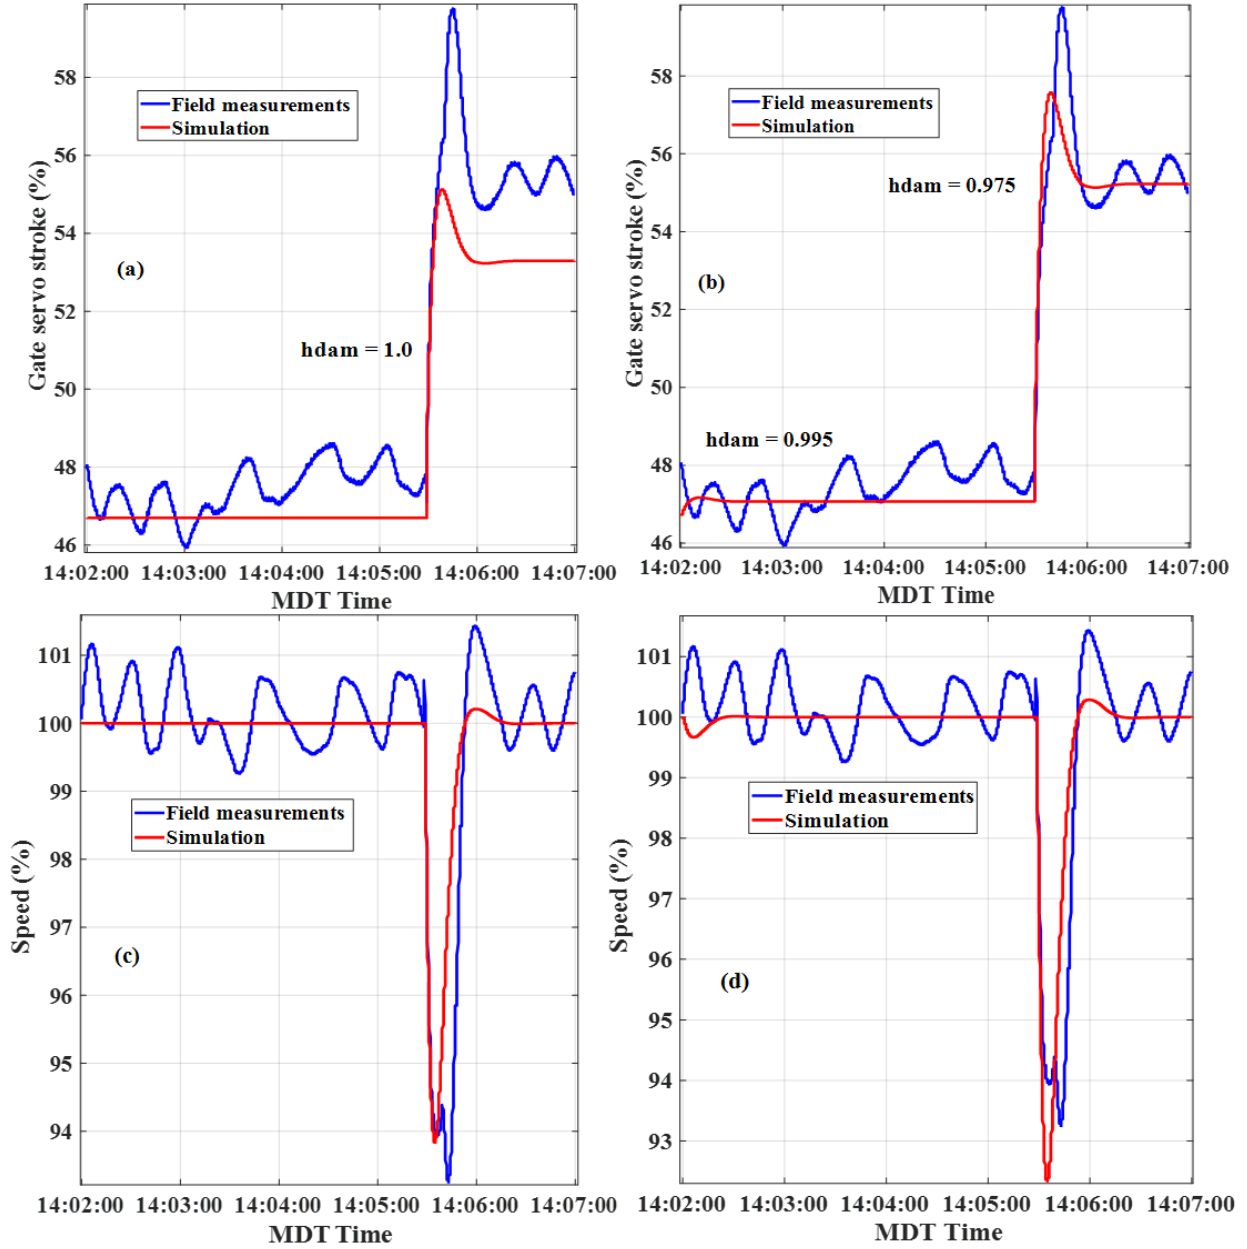 58
56
54
52
50
48
46
Gate servo stroke (%)
Field measurements
Simulation
(a)
hdam = 1.0
14:02:00 14:03:00 14:04:00 14:05:00 14:06:00 14:07:00
MDT Time
58
56
54
52
50
48
46
Gate servo stroke (%)
Field measurements
Simulation
hdam = 0.975
(b)
hdam = 0.995
14:02:00 14:03:00 14:04:00 14:05:00 14:06:00 14:07:00
MDT Time
101
100
99
98
97
96
95
94
Speed (%)
Field measurements
Simulation
(c)
14:02:00 14:03:00 14:04:00 14:05:00 14:06:00 14:07:00
MDT Time
101
100
99
98
97
96
95
94
93
Speed (%)
Field measurements
Simulation
(d)
14:02:00 14:03:00 14:04:00 14:05:00 14:06:00 14:07:00
MDT Time